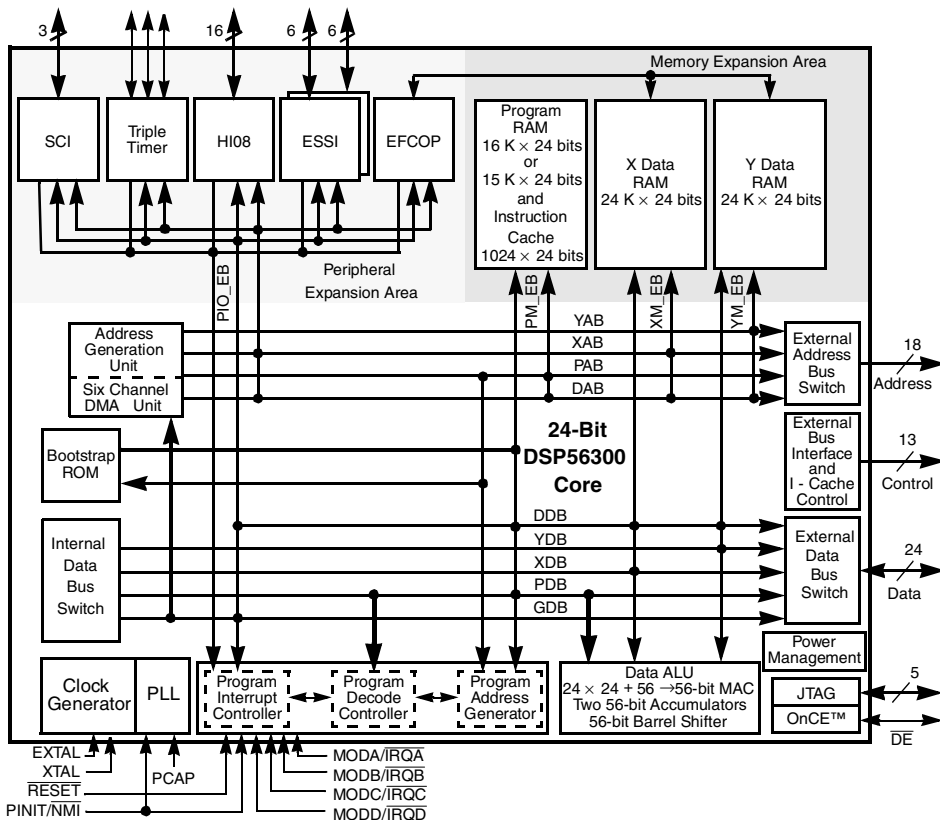 3
16
6
6
Memory Expansion Area
SCI
Triple
Timer
HI08
ESSI
EFCOP
Program
RAM
16 K × 24 bits
or
15 K × 24 bits
and
Instruction
Cache
1024 × 24 bits
X Data
RAM
24 K × 24 bits
Y Data
RAM
24 K × 24 bits
Peripheral
Expansion Area
PIO_EB
PM_EB
XM_EB
YM_EB
Address
Generation
Unit
Six Channel
DMA Unit
YAB
XAB
PAB
DAB
External
Address
Bus
Switch
18
Address
Bootstrap
ROM
24-Bit
DSP56300
Core
External
Bus
Interface
and
I - Cache
Control
13
Control
Internal
Data
Bus
Switch
DDB
YDB
XDB
PDB
GDB
External
Data
Bus
Switch
24
Data
Power
Management
Clock
Generator
PLL
Program
Interrupt
Controller
Program
Decode
Controller
Program
Address
Generator
Data ALU
24 × 24 + 56 →56-bit MAC
Two 56-bit Accumulators
56-bit Barrel Shifter
JTAG
OnCE™
5
DE
EXTAL
XTAL
RESET
PINIT/NMI
PCAP
MODA/IRQA
MODB/IRQB
MODC/IRQC
MODD/IRQD